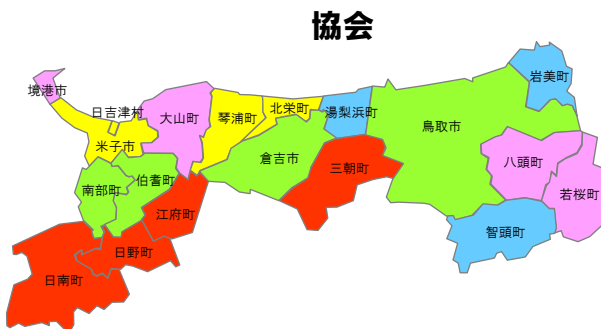 協会
境港市
岩美町
日吉津村
大山町
琴浦町
北栄町
湯梨浜町
鳥取市
米子市
倉吉市
三朝町
八頭町
南部町
伯耆町
若桜町
江府町
智頭町
日野町
日南町